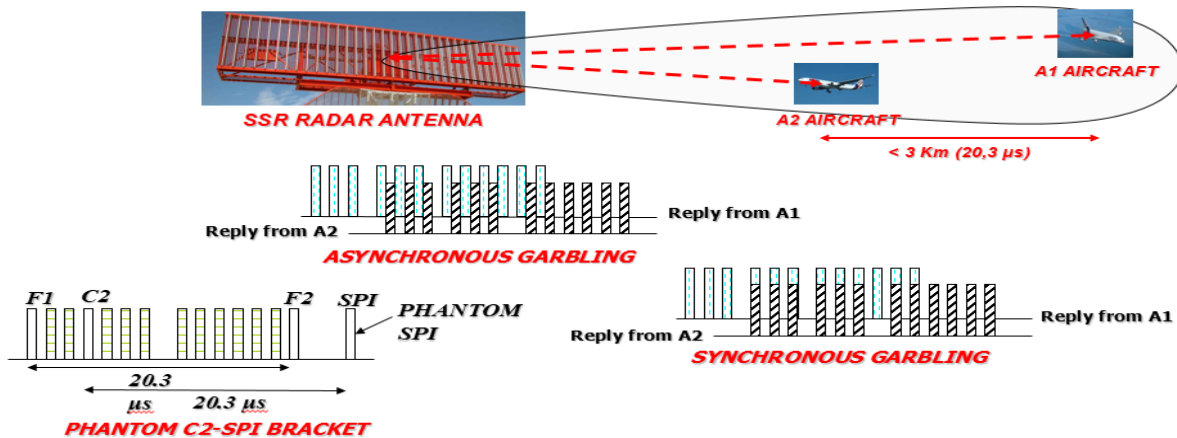 A1 AIRCRAFT
SSR RADAR ANTENNA
A2 AIRCRAFT
< 3 Km (20,3 µs)
Reply from A1
Reply from A2
ASYNCHRONOUS GARBLING
F1
C2
F2
SPI
PHANTOM
SPI
20.3
µs
20.3 µs
PHANTOM C2-SPI BRACKET
Reply from A1
Reply from A2
SYNCHRONOUS GARBLING